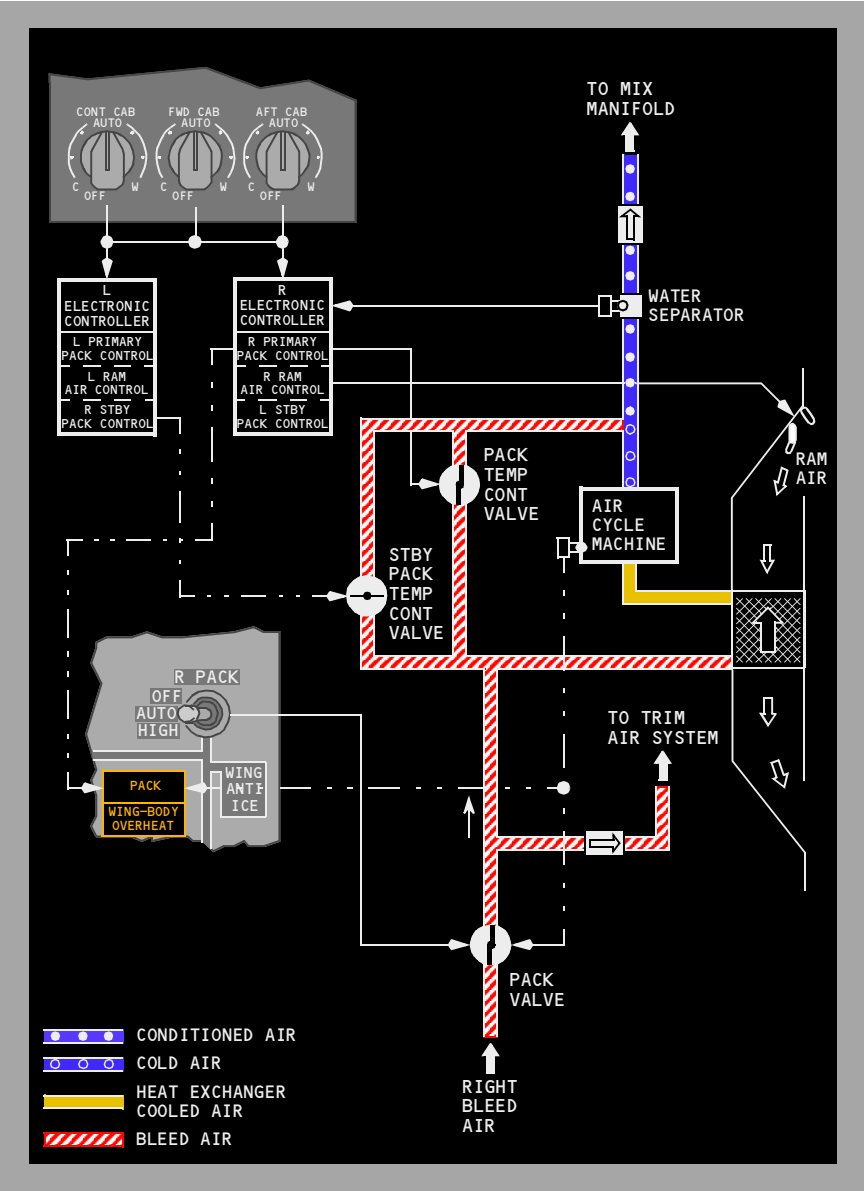 CONT CAB
AUTO
C
W
OFF
FWD CAB
AUTO
C
W
OFF
AFT CAB
AUTO
C
W
OFF
TO MIX
MANIFOLD
L
ELECTRONIC
CONTROLLER
L PRIMARY
PACK CONTROL
L RAM
AIR CONTROL
R STBY
PACK CONTROL
R
ELECTRONIC
CONTROLLER
R PRIMARY
PACK CONTROL
R RAM
AIR CONTROL
L STBY
PACK CONTROL
WATER
SEPARATOR
RAM
AIR
PACK
TEMP
CONT
VALVE
AIR
CYCLE
MACHINE
STBY
PACK
TEMP
CONT
VALVE
R PACK
OFF
AUTO
HIGH
WING
ANTI
ICE
PACK
WING-BODY
OVERHEAT
TO TRIM
AIR SYSTEM
PACK
VALVE
RIGHT
BLEED
AIR
CONDITIONED AIR
COLD AIR
HEAT EXCHANGER
COOLED AIR
BLEED AIR